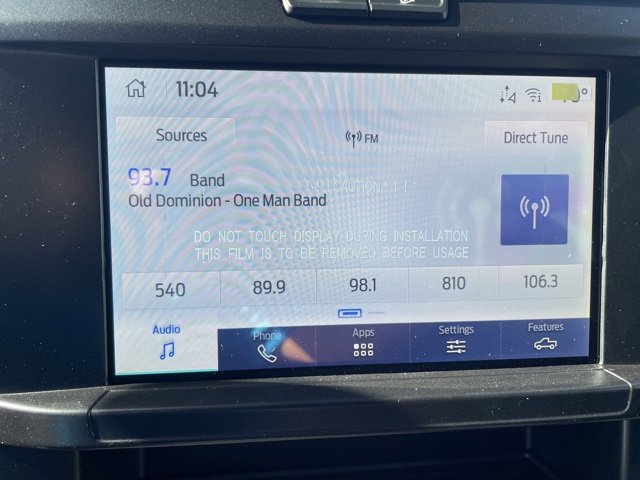 11:04
Sources
FM
Direct Tune
93.7 Band
Old Dominion - One Man Band
!!!CAUTION!!!
DO NOT TOUCH DISPLAY DURING INSTALLATION
THIS FILM IS TO BE REMOVED BEFORE USAGE
540 89.9 98.1 810 106.3
Audio Phone Apps Settings Features